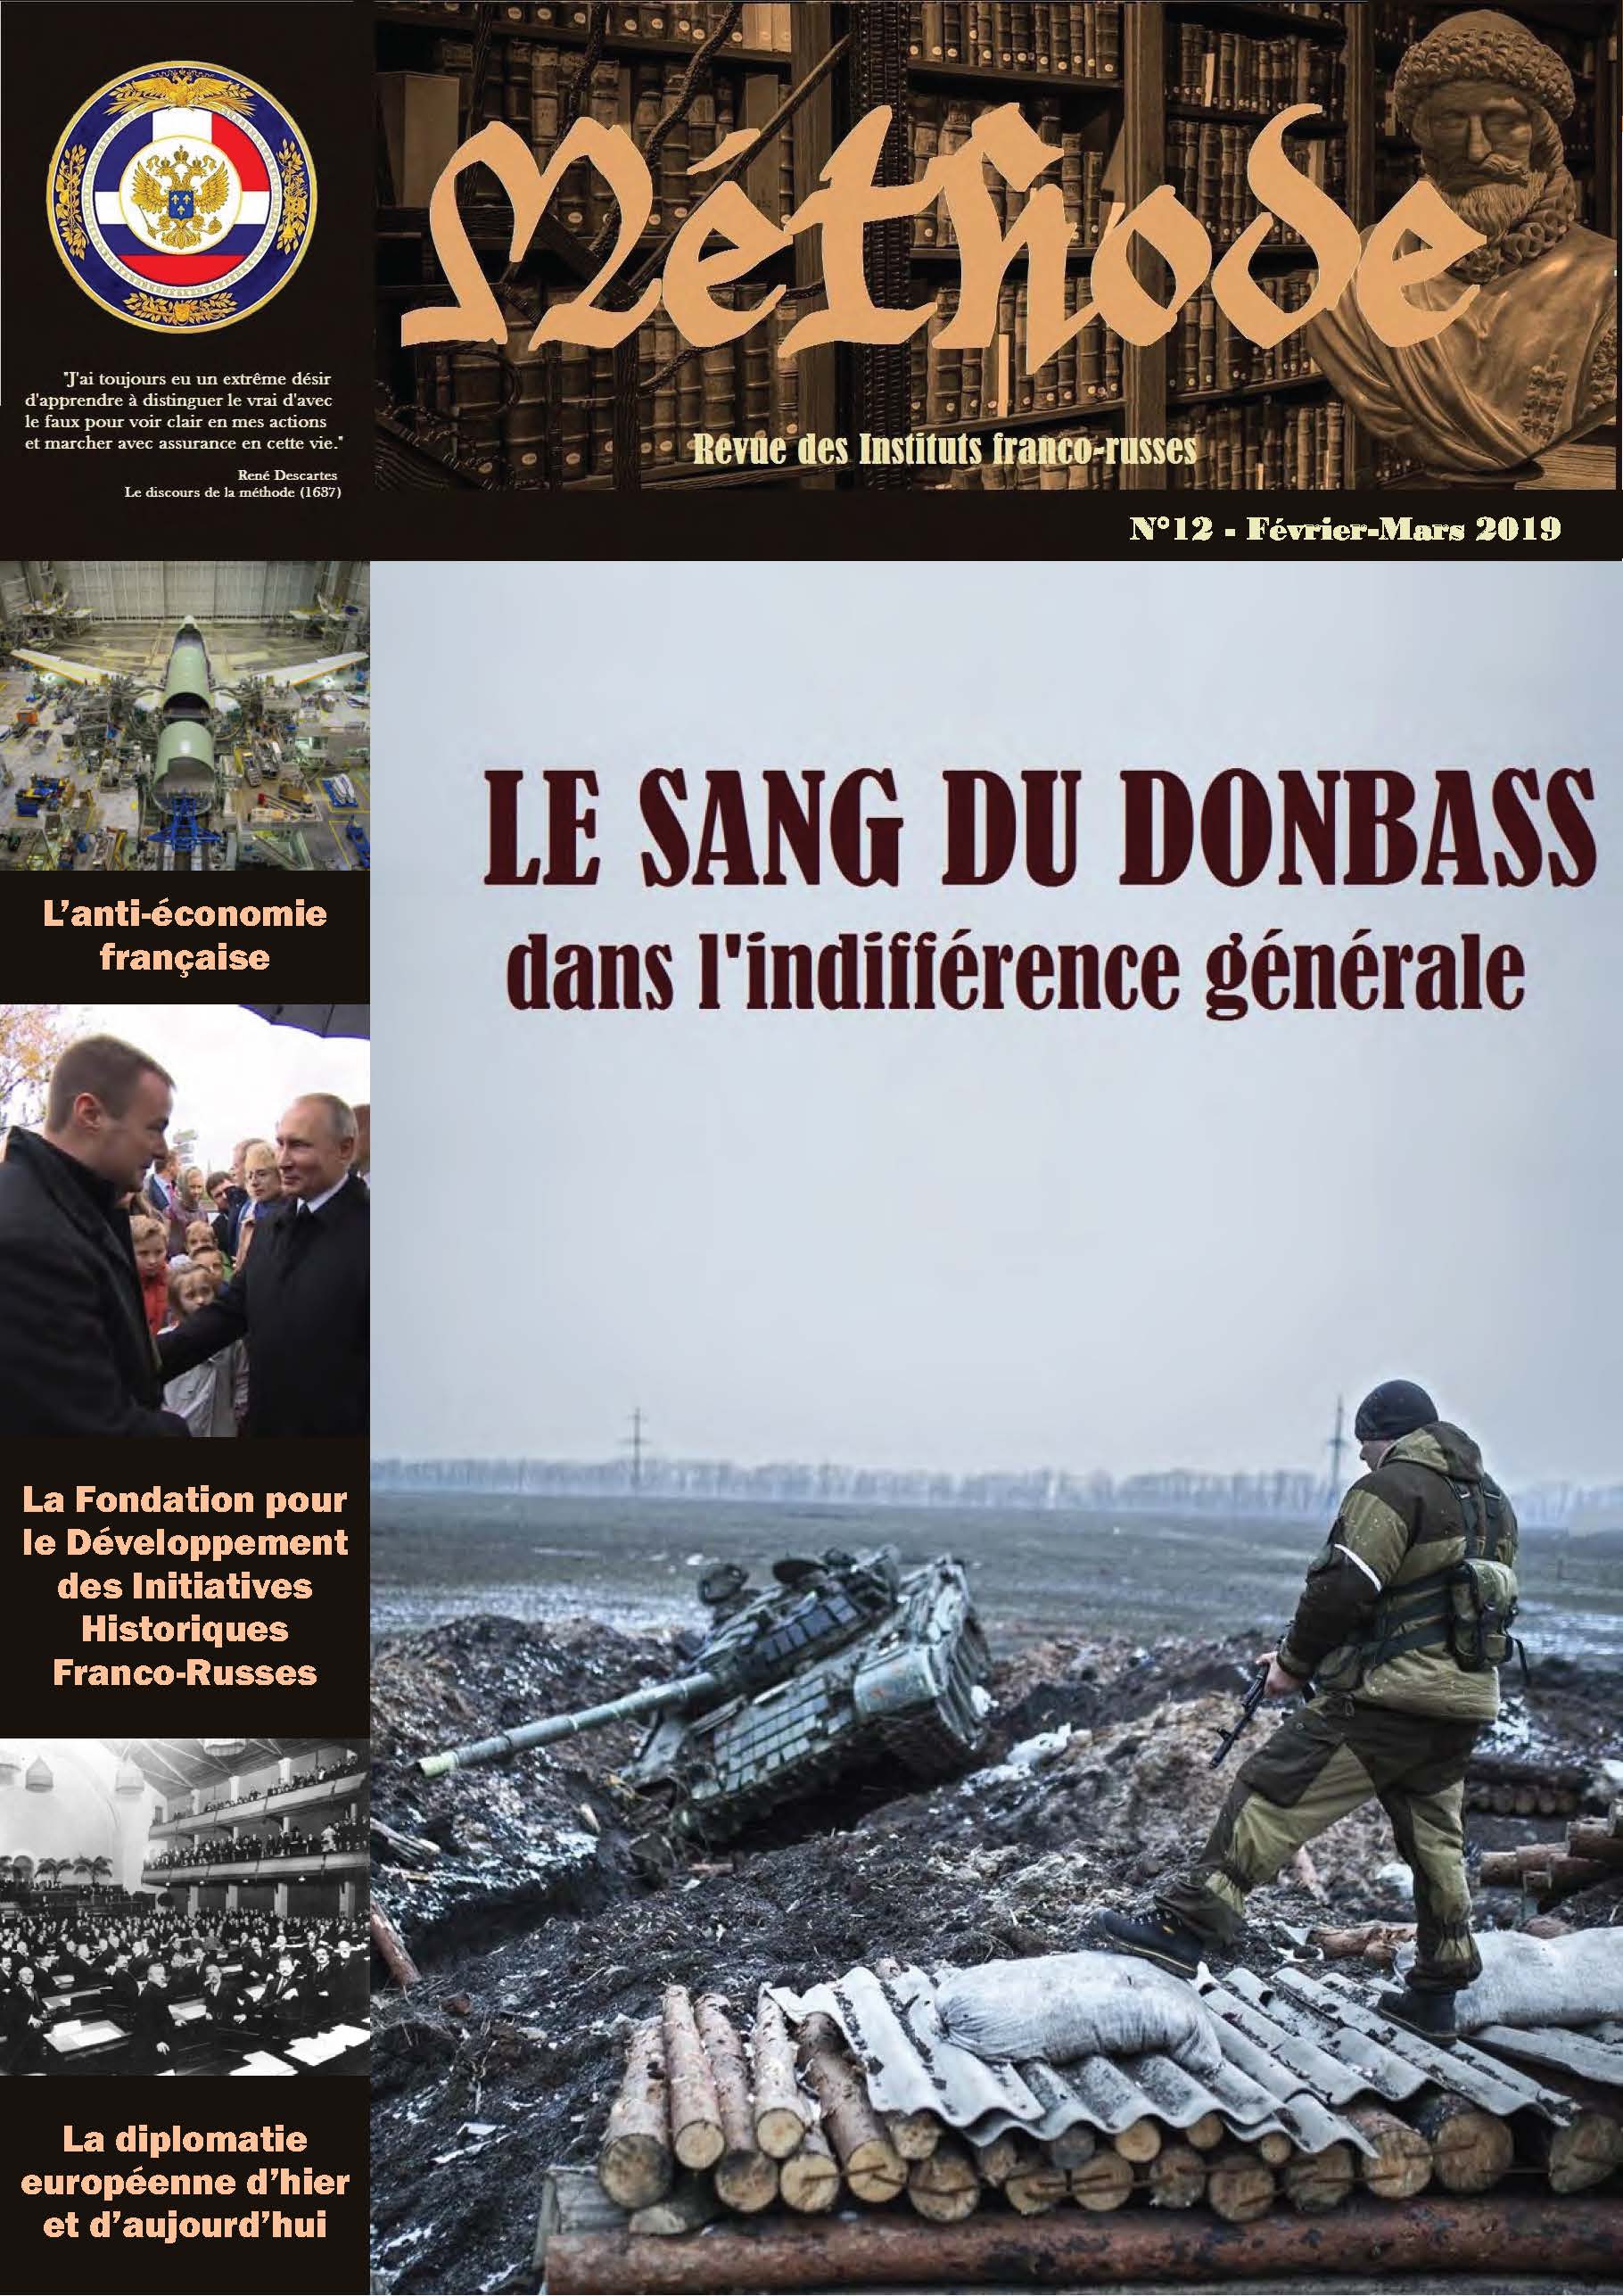 "J'ai toujours eu un extrême désir
d'apprendre à distinguer le vrai d'avec
le faux pour voir clair en mes actions
et marcher avec assurance en cette vie."
René Descartes
Le discours de la méthode (1637)
Méthode
Revue des Instituts franco-russes
N°12 - Février-Mars 2019
L'anti-économie
française
La Fondation pour
le Développement
des Initiatives
Historiques
Franco-Russes
La diplomatie
européenne d'hier
et d'aujourd'hui
LE SANG DU DONBASS
dans l'indifférence générale